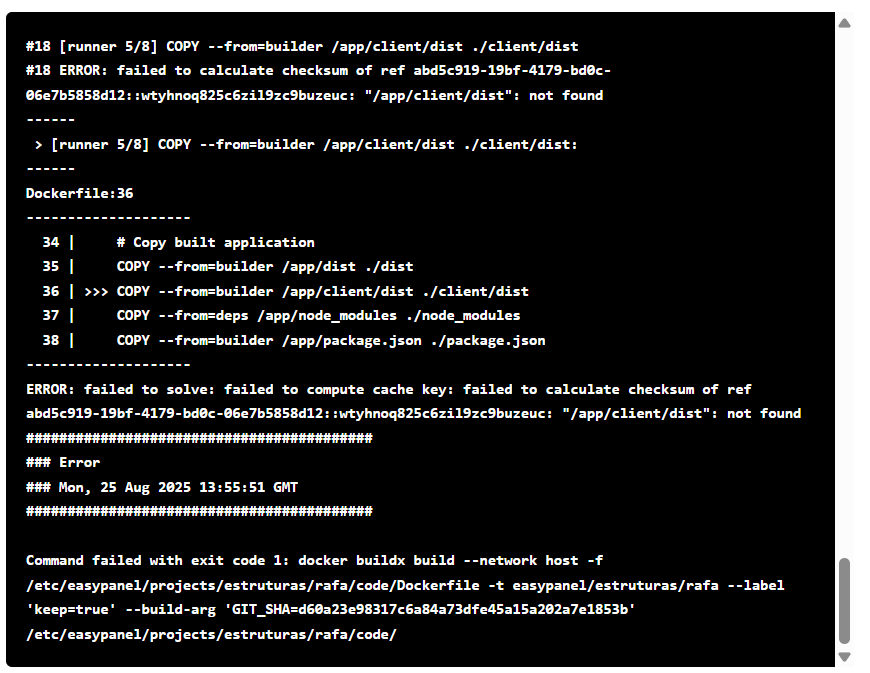 #18 [runner 5/8] COPY --from=builder /app/client/dist ./client/dist
#18 ERROR: failed to calculate checksum of ref abd5c919-19bf-4179-bd0c-
06e7b5858d12::wtyhnoq825c6zil9zc9buzeuc: "/app/client/dist": not found
------
 > [runner 5/8] COPY --from=builder /app/client/dist ./client/dist:
------
Dockerfile:36
--------------------
  34 |     # Copy built application
  35 |     COPY --from=builder /app/dist ./dist
  36 | >>> COPY --from=builder /app/client/dist ./client/dist
  37 |     COPY --from=deps /app/node_modules ./node_modules
  38 |     COPY --from=builder /app/package.json ./package.json
--------------------
ERROR: failed to solve: failed to compute cache key: failed to calculate checksum of ref
abd5c919-19bf-4179-bd0c-06e7b5858d12::wtyhnoq825c6zil9zc9buzeuc: "/app/client/dist": not found
##########################################
### Error
### Mon, 25 Aug 2025 13:55:51 GMT
##########################################

Command failed with exit code 1: docker buildx build --network host -f
/etc/easypanel/projects/estruturas/rafa/code/Dockerfile -t easypanel/estruturas/rafa --label
'keep=true' --build-arg 'GIT_SHA=d60a23e98317c6a84a73dfe45a15a202a7e1853b'
/etc/easypanel/projects/estruturas/rafa/code/